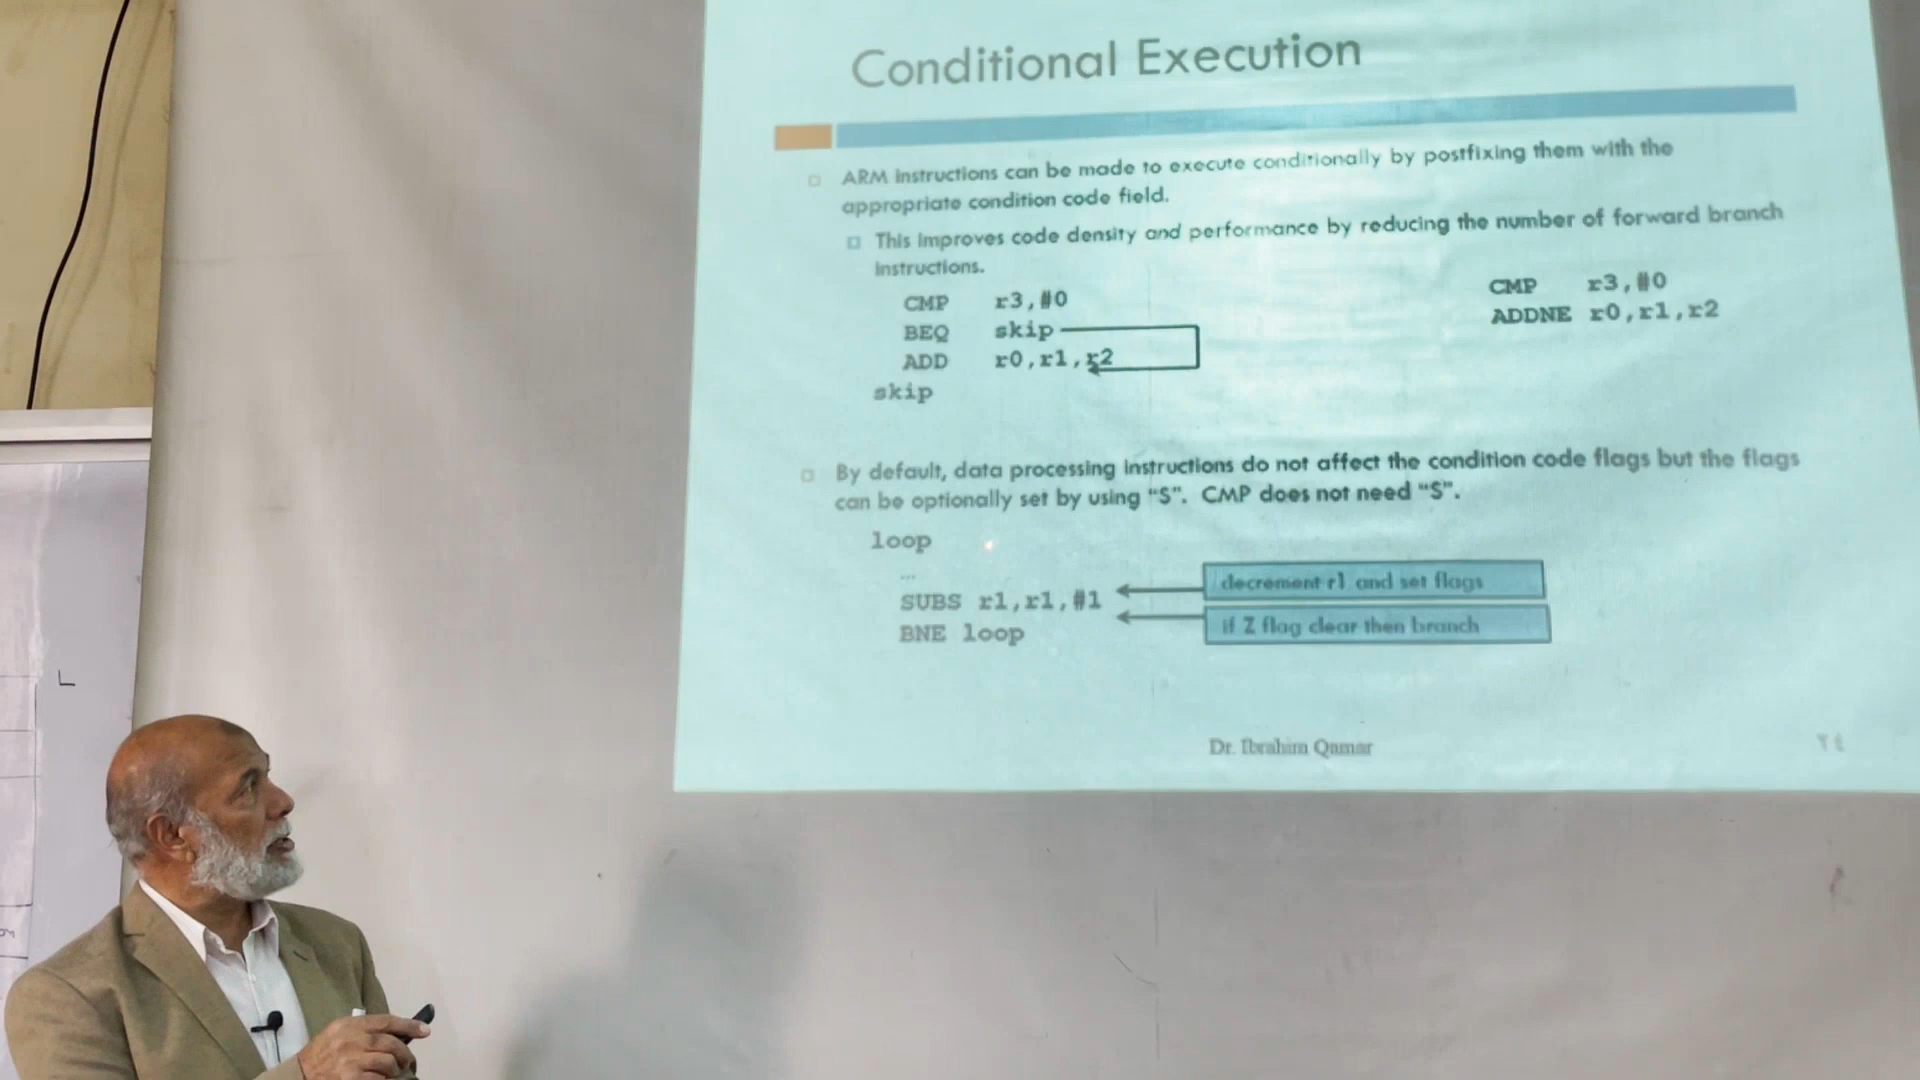 Conditional Execution
ARM instructions can be made to execute conditionally by postfixing them with the
appropriate condition code field.
This improves code density and performance by reducing the number of forward branch
instructions.
CMP r3,#0
BEQ skip
ADD r0,r1,r2
skip
CMP r3,#0
ADDNE r0,r1,r2
By default, data processing instructions do not affect the condition code flags but the flags
can be optionally set by using “S”. CMP does not need “S”.
loop
...
SUBS r1,r1,#1
BNE loop
decrement r1 and set flags
if Z flag clear then branch
Dr. Ibrahim Qamar
٢٤